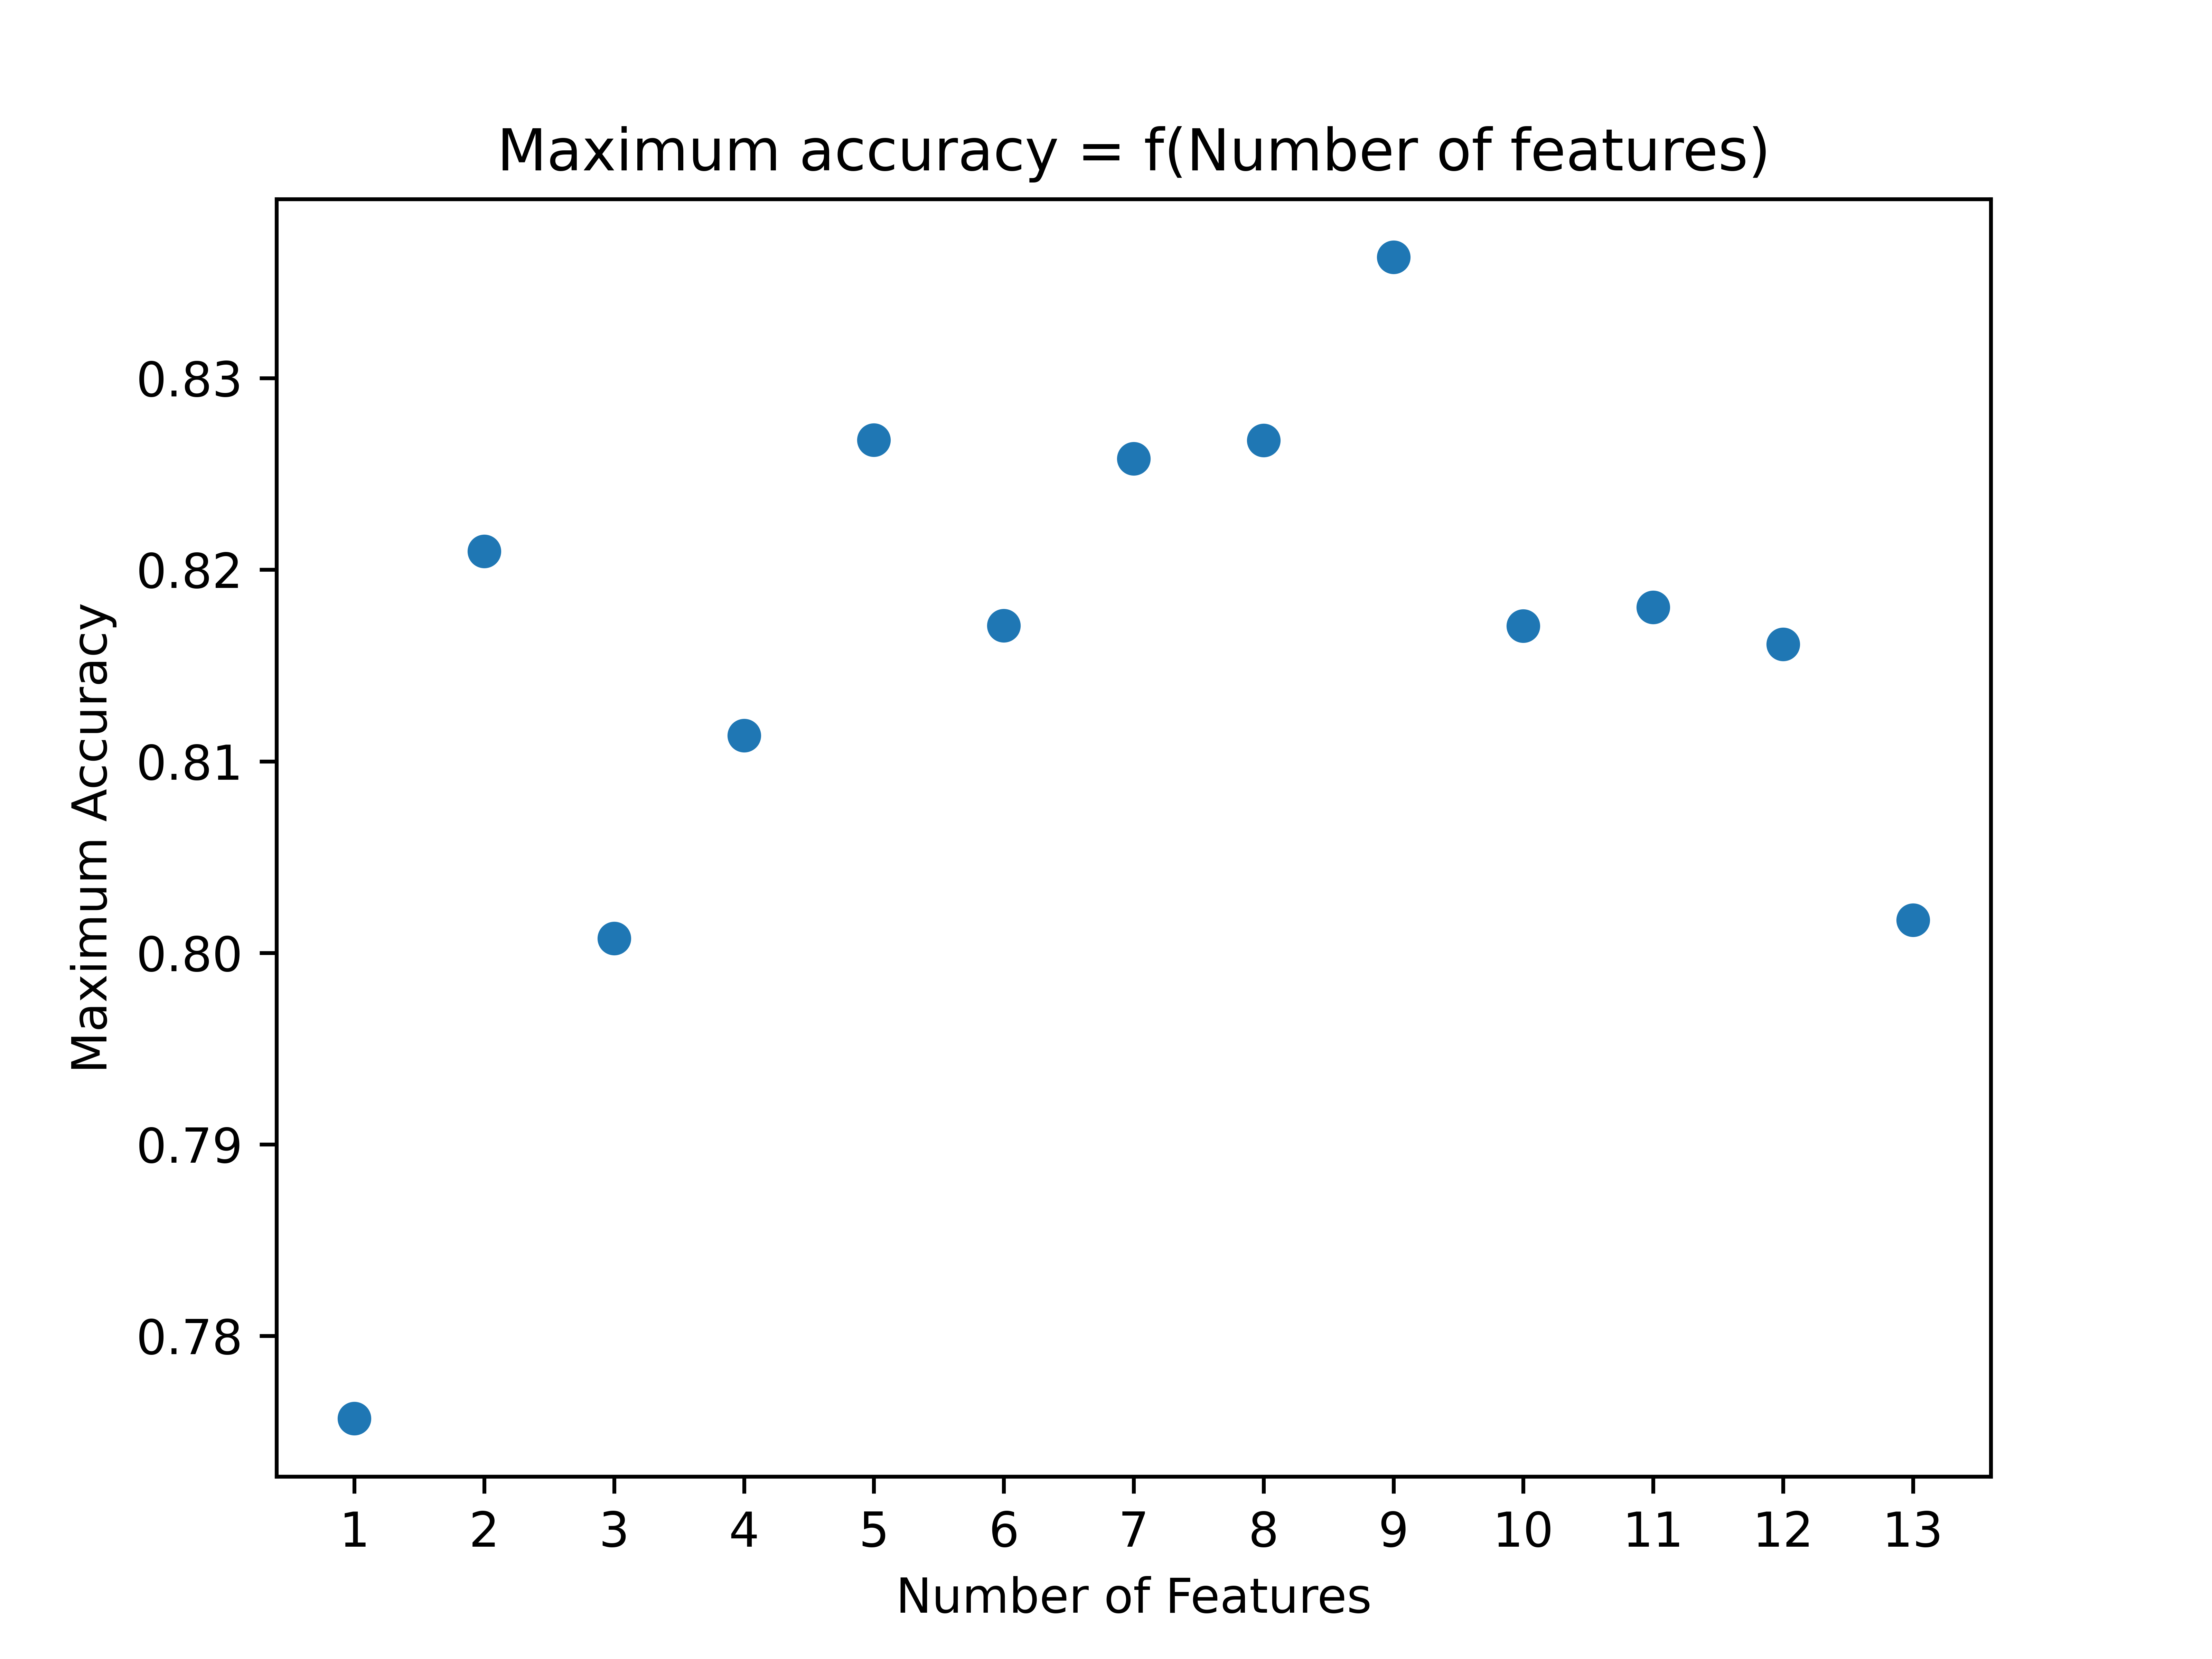 Maximum accuracy = f(Number of features)
Maximum Accuracy
0.83
0.82
0.81
0.80
0.79
0.78
1 2 3 4 5 6 7 8 9 10 11 12 13
Number of Features